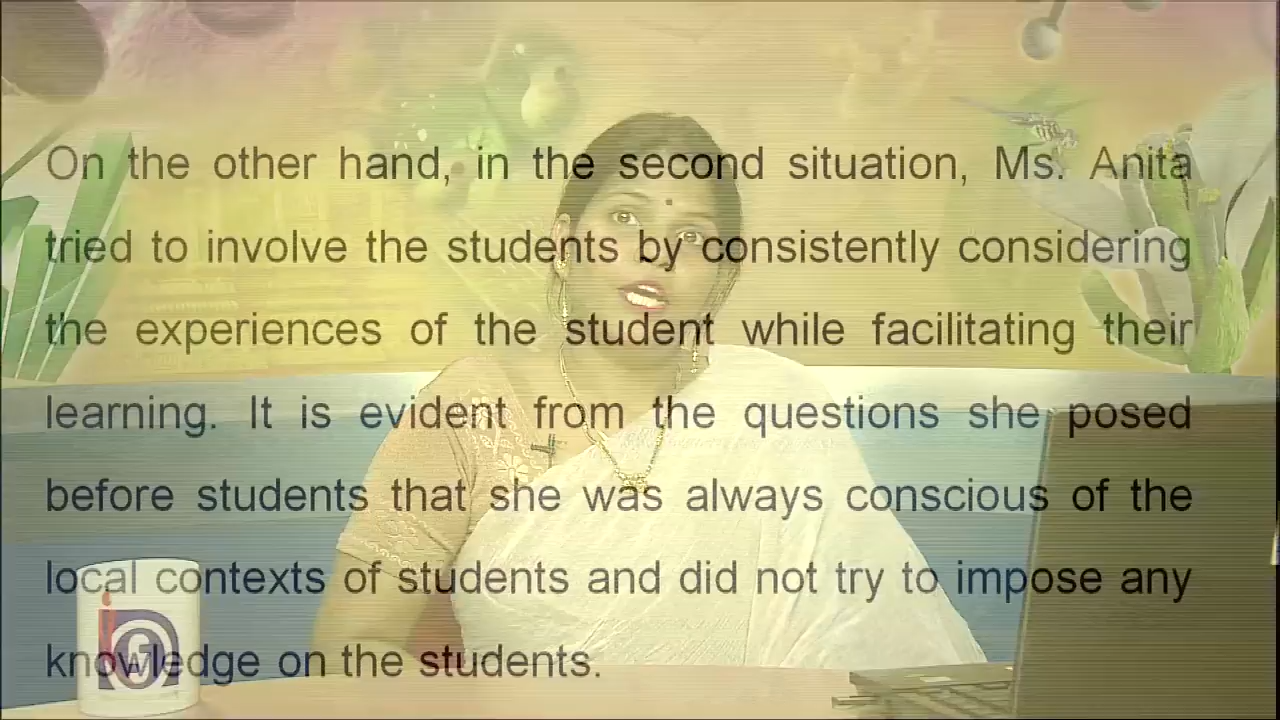 On the other hand, in the second situation, Ms. Anita
tried to involve the students by consistently considering
the experiences of the student while facilitating their
learning. It is evident from the questions she posed
before students that she was always conscious of the
local contexts of students and did not try to impose any
knowledge on the students.